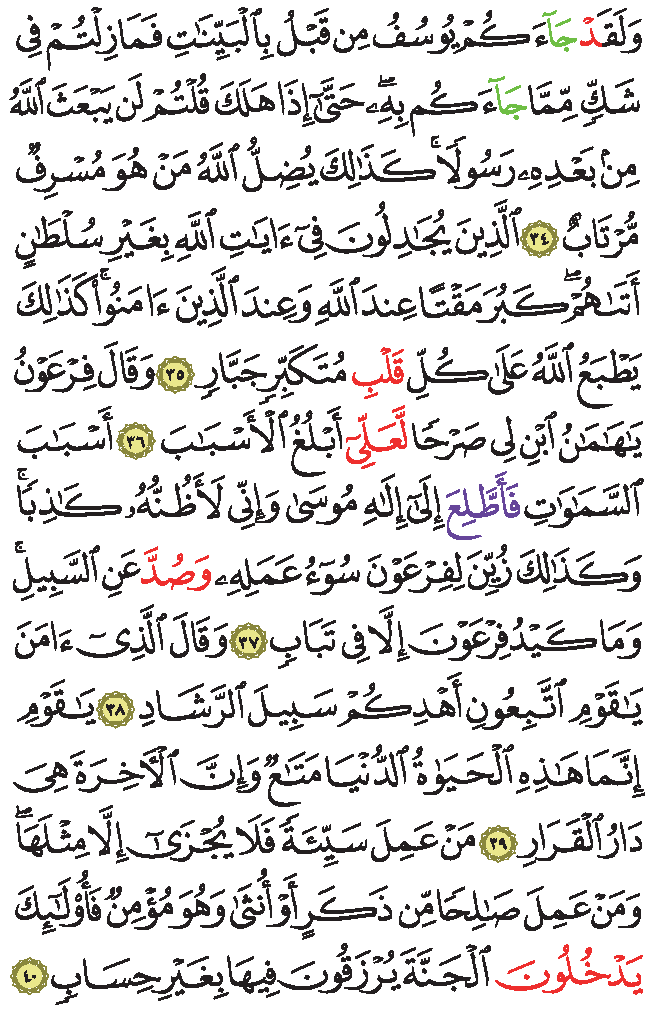 وَلَقَدْ جَآءَكُمْ يُوسُفُ مِن قَبْلُ بِٱلْبَيِّنَٰتِ فَمَازِلْتُمْ فِى
شَكٍّ مِّمَّا جَآءَكُم بِهِۦۖ حَتَّىٰٓ إِذَا هَلَكَ قُلْتُمْ لَن يَبْعَثَ ٱللَّهُ
مِنۢ بَعْدِهِۦ رَسُولًاۚ كَذَٰلِكَ يُضِلُّ ٱللَّهُ مَنْ هُوَ مُسْرِفٌ
مُّرْتَابٌ ٣٤ ٱلَّذِينَ يُجَٰدِلُونَ فِىٓ ءَايَٰتِ ٱللَّهِ بِغَيْرِ سُلْطَٰنٍ
أَتَىٰهُمْۖ كَبُرَ مَقْتًا عِندَ ٱللَّهِ وَعِندَ ٱلَّذِينَ ءَامَنُوا۟ۚ كَذَٰلِكَ
يَطْبَعُ ٱللَّهُ عَلَىٰ كُلِّ قَلْبِ مُتَكَبِّرٍ جَبَّارٍ ٣٥ وَقَالَ فِرْعَوْنُ
يَٰهَٰمَٰنُ ٱبْنِ لِى صَرْحًا لَّعَلِّىٓ أَبْلُغُ ٱلْأَسْبَٰبَ ٣٦ أَسْبَٰبَ
ٱلسَّمَٰوَٰتِ فَأَطَّلِعَ إِلَىٰٓ إِلَٰهِ مُوسَىٰ وَإِنِّى لَأَظُنُّهُۥ كَٰذِبًاۚ
وَكَذَٰلِكَ زُيِّنَ لِفِرْعَوْنَ سُوٓءُ عَمَلِهِۦ وَصُدَّ عَنِ ٱلسَّبِيلِۚ
وَمَا كَيْدُ فِرْعَوْنَ إِلَّا فِى تَبَابٍ ٣٧ وَقَالَ ٱلَّذِىٓ ءَامَنَ
يَٰقَوْمِ ٱتَّبِعُونِ أَهْدِكُمْ سَبِيلَ ٱلرَّشَادِ ٣٨ يَٰقَوْمِ
إِنَّمَا هَٰذِهِ ٱلْحَيَوٰةُ ٱلدُّنْيَا مَتَٰعٌ وَإِنَّ ٱلْءَاخِرَةَ هِىَ
دَارُ ٱلْقَرَارِ ٣٩ مَنْ عَمِلَ سَيِّئَةً فَلَا يُجْزَىٰٓ إِلَّا مِثْلَهَاۖ
وَمَنْ عَمِلَ صَٰلِحًا مِّن ذَكَرٍ أَوْ أُنثَىٰ وَهُوَ مُؤْمِنٌ فَأُو۟لَٰٓئِكَ
يَدْخُلُونَ ٱلْجَنَّةَ يُرْزَقُونَ فِيهَا بِغَيْرِ حِسَابٍ ٤٠